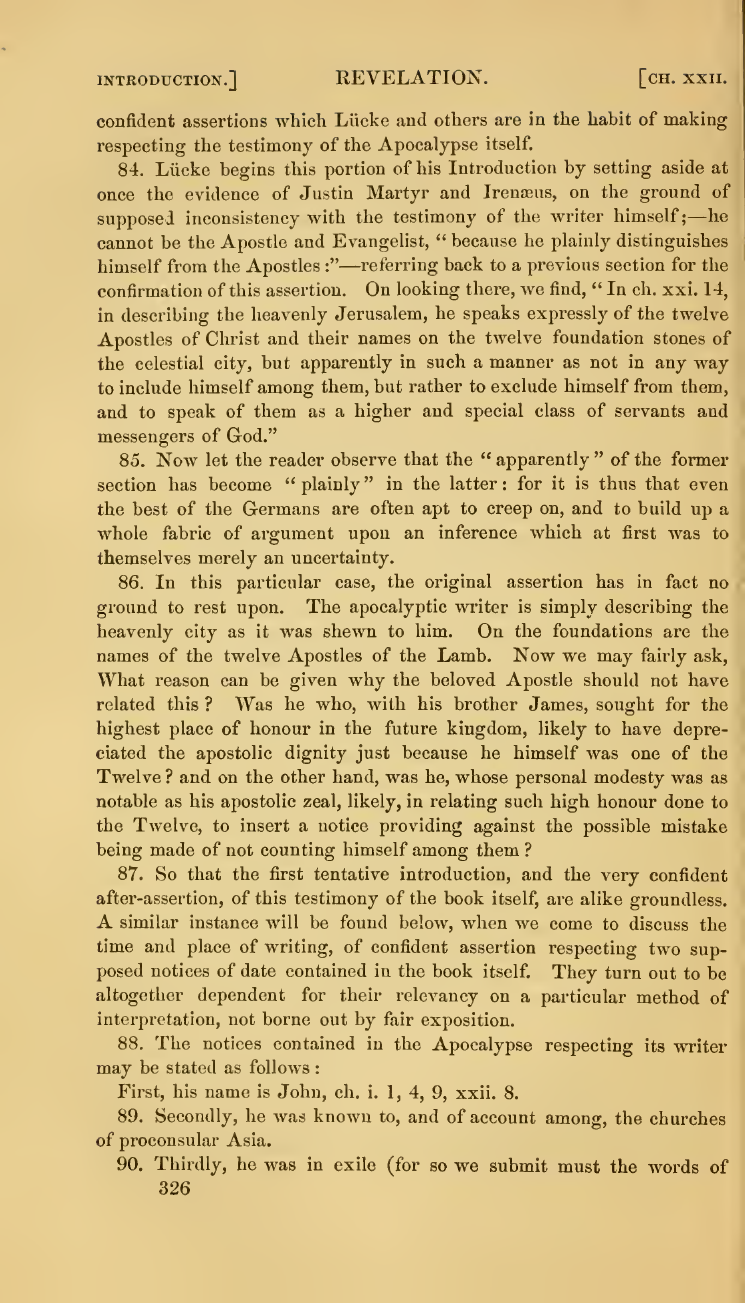 INTRODUCTION.] REVELATION. [CH. XXII.
confident assertions which Lücke and others are in the habit of making
respecting the testimony of the Apocalypse itself.
84. Lücke begins this portion of his Introduction by setting aside at
once the evidence of Justin Martyr and Irenæus, on the ground of
supposed inconsistency with the testimony of the writer himself;—he
cannot be the Apostle and Evangelist, “ because he plainly distinguishes
himself from the Apostles :”—referring back to a previous section for the
confirmation of this assertion. On looking there, we find, “ In ch. xxi. 14,
in describing the heavenly Jerusalem, he speaks expressly of the twelve
Apostles of Christ and their names on the twelve foundation stones of
the celestial city, but apparently in such a manner as not in any way
to include himself among them, but rather to exclude himself from them,
and to speak of them as a higher and special class of servants and
messengers of God.”
85. Now let the reader observe that the “ apparently ” of the former
section has become “ plainly ” in the latter : for it is thus that even
the best of the Germans are often apt to creep on, and to build up a
whole fabric of argument upon an inference which at first was to
themselves merely an uncertainty.
86. In this particular case, the original assertion has in fact no
ground to rest upon. The apocalyptic writer is simply describing the
heavenly city as it was shewn to him. On the foundations are the
names of the twelve Apostles of the Lamb. Now we may fairly ask,
What reason can be given why the beloved Apostle should not have
related this ? Was he who, with his brother James, sought for the
highest place of honour in the future kingdom, likely to have depre-
ciated the apostolic dignity just because he himself was one of the
Twelve ? and on the other hand, was he, whose personal modesty was as
notable as his apostolic zeal, likely, in relating such high honour done to
the Twelve, to insert a notice providing against the possible mistake
being made of not counting himself among them ?
87. So that the first tentative introduction, and the very confident
after-assertion, of this testimony of the book itself, are alike groundless.
A similar instance will be found below, when we come to discuss the
time and place of writing, of confident assertion respecting two sup-
posed notices of date contained in the book itself. They turn out to be
altogether dependent for their relevancy on a particular method of
interpretation, not borne out by fair exposition.
88. The notices contained in the Apocalypse respecting its writer
may be stated as follows :
First, his name is John, ch. i. 1, 4, 9, xxii. 8.
89. Secondly, he was known to, and of account among, the churches
of proconsular Asia.
90. Thirdly, he was in exile (for so we submit must the words of
326